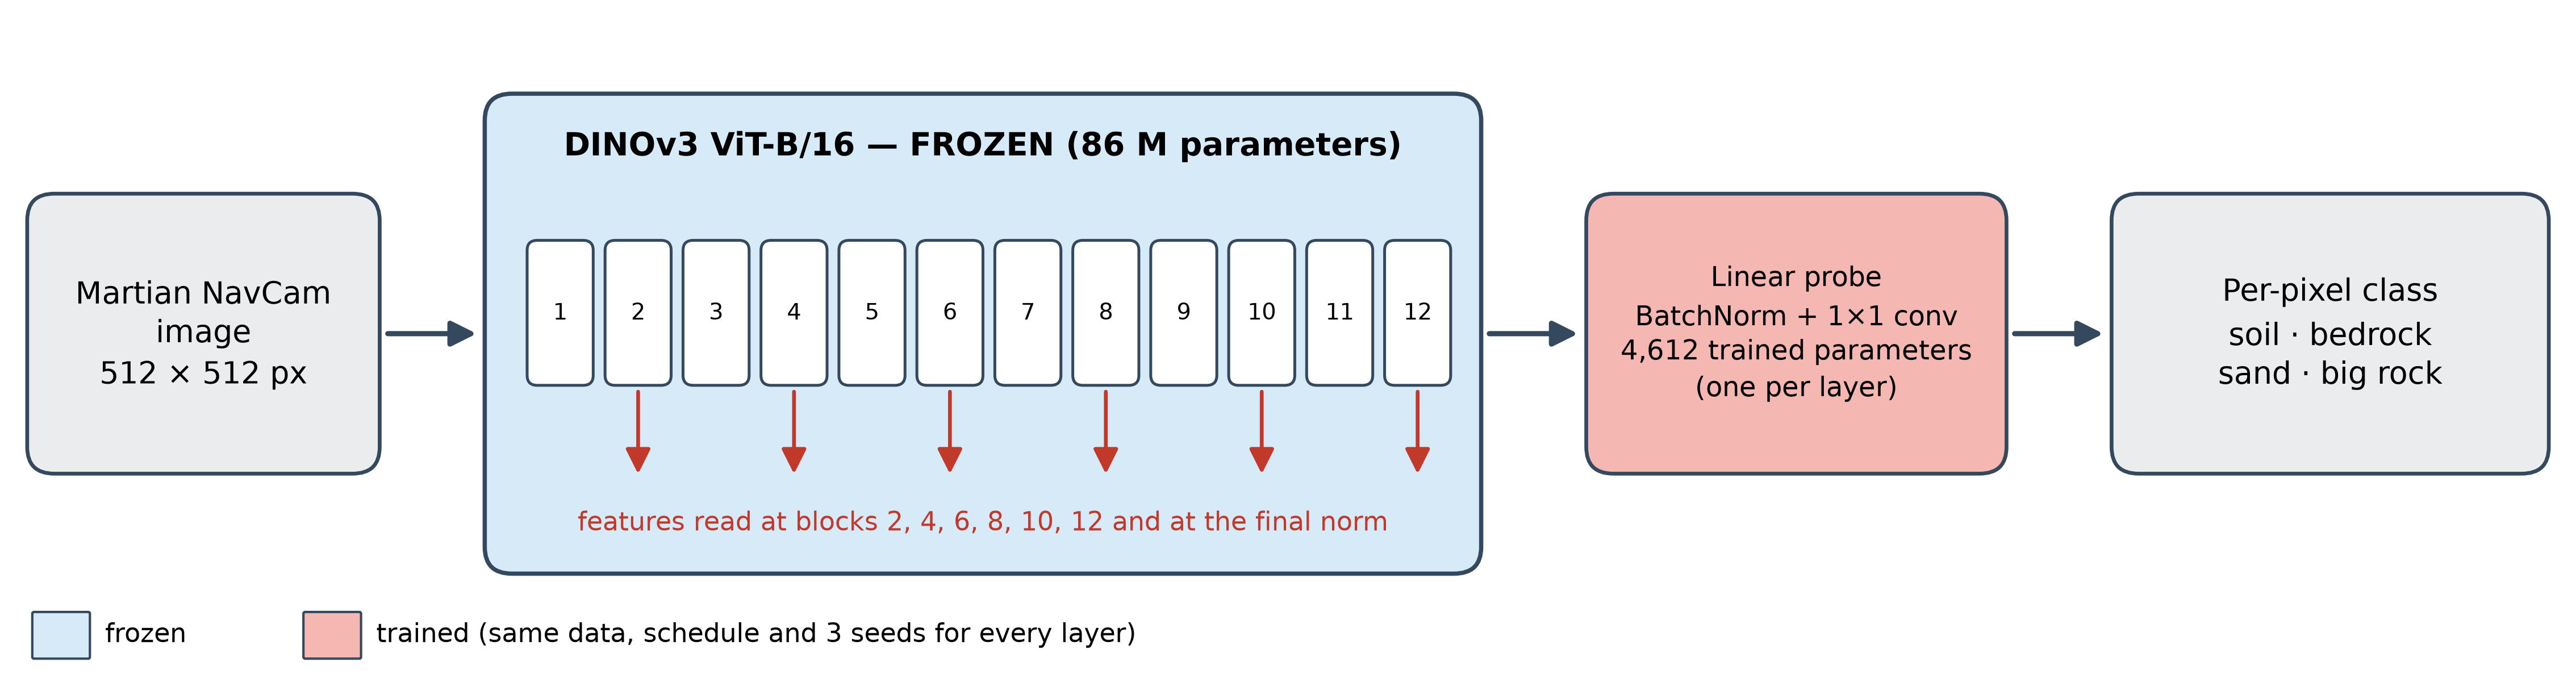 DINOv3 ViT-B/16 — FROZEN (86 M parameters)
Martian NavCam
image
512 × 512 px
1 2 3 4 5 6 7 8 9 10 11 12
features read at blocks 2, 4, 6, 8, 10, 12 and at the final norm
Linear probe
BatchNorm + 1×1 conv
4,612 trained parameters
(one per layer)
Per-pixel class
soil · bedrock
sand · big rock
frozen
trained (same data, schedule and 3 seeds for every layer)